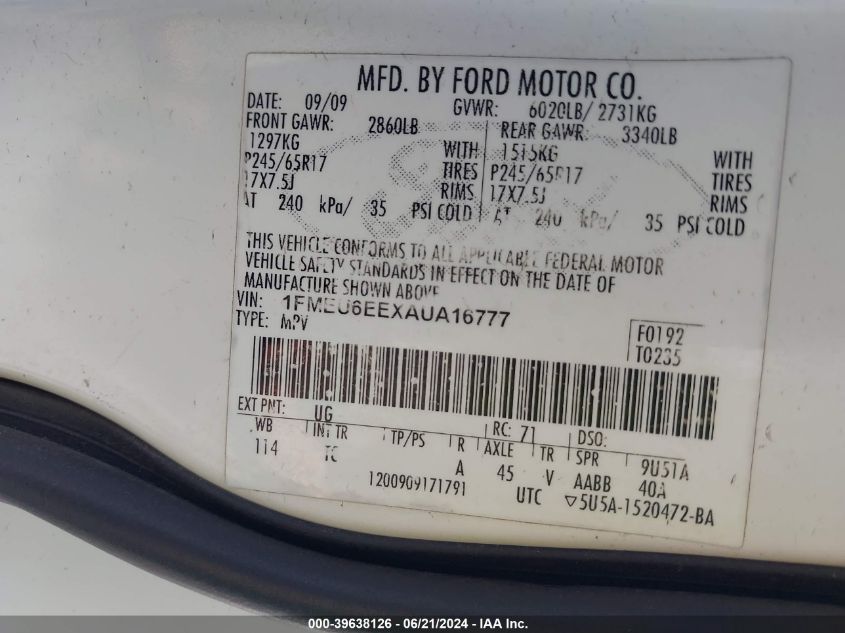 MFD. BY FORD MOTOR CO.
DATE: 09/09 GVWR: 6020LB/ 2731KG
FRONT GAWR: 2860LB REAR GAWR: 3340LB
1297KG WITH 1515KG WITH
P245/65R17 TIRES P245/65R17 TIRES
17X7.5J RIMS 17X7.5J RIMS
AT 240 kPa/ 35 PSI COLD AT 240 kPa/ 35 PSI COLD
THIS VEHICLE CONFORMS TO ALL APPLICABLE FEDERAL MOTOR
VEHICLE SAFETY STANDARDS IN EFFECT ON THE DATE OF
MANUFACTURE SHOWN ABOVE
VIN: 1FMEU6EEXAUA16777
TYPE: MPV
F0192
T0235
EXT PNT: UG RC: 71 DSO:
WB INT TR TP/PS R AXLE TR SPR 9U51A
114 TC A 45 V AABB 40A
1200909171791 UTC ▽5U5A-1520472-BA
000-39638126 - 06/21/2024 - IAA Inc.